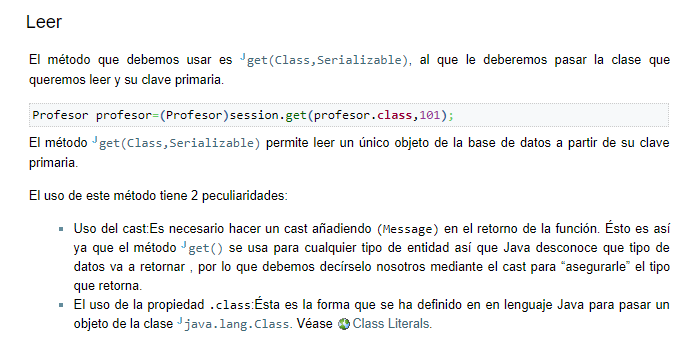 Leer
El método que debemos usar es get(Class,Serializable), al que le deberemos pasar la clase que
queremos leer y su clave primaria.
Profesor profesor=(Profesor)session.get(profesor.class,101);
El método get(Class,Serializable) permite leer un único objeto de la base de datos a partir de su clave
primaria.
El uso de este método tiene 2 peculiaridades:
Uso del cast:Es necesario hacer un cast añadiendo (Message) en el retorno de la función. Ésto es así
ya que el método get() se usa para cualquier tipo de entidad así que Java desconoce que tipo de
datos va a retornar , por lo que debemos decírselo nosotros mediante el cast para “asegurarle” el tipo
que retorna.
El uso de la propiedad .class:Ésta es la forma que se ha definido en en lenguaje Java para pasar un
objeto de la clase java.lang.Class. Véase Class Literals.